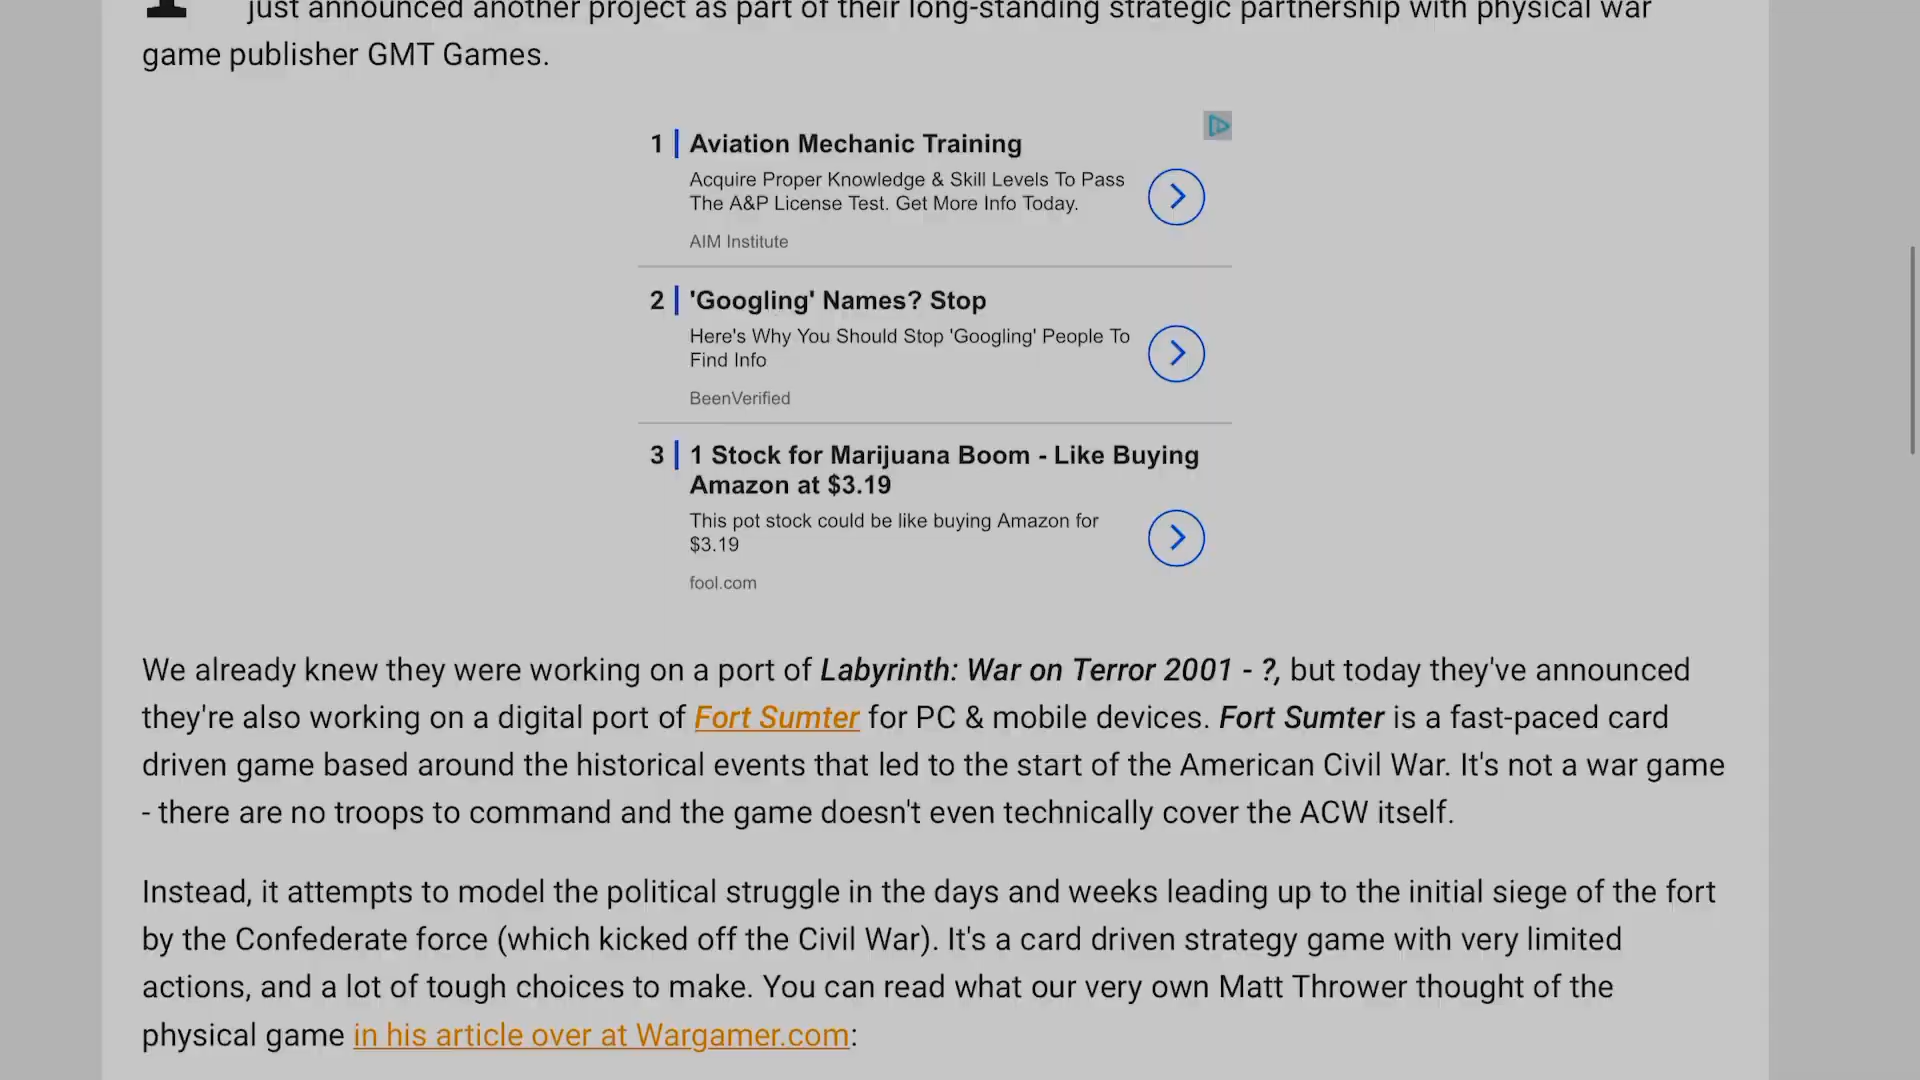 just announced another project as part of their long-standing strategic partnership with physical war
game publisher GMT Games.
1 Aviation Mechanic Training
Acquire Proper Knowledge & Skill Levels To Pass
The A&P License Test. Get More Info Today.
AIM Institute
2 'Googling' Names? Stop
Here's Why You Should Stop 'Googling' People To
Find Info
BeenVerified
3 1 Stock for Marijuana Boom - Like Buying
Amazon at $3.19
This pot stock could be like buying Amazon for
$3.19
fool.com
We already knew they were working on a port of Labyrinth: War on Terror 2001 - ?, but today they've announced
they're also working on a digital port of Fort Sumter for PC & mobile devices. Fort Sumter is a fast-paced card
driven game based around the historical events that led to the start of the American Civil War. It's not a war game
- there are no troops to command and the game doesn't even technically cover the ACW itself.
Instead, it attempts to model the political struggle in the days and weeks leading up to the initial siege of the fort
by the Confederate force (which kicked off the Civil War). It's a card driven strategy game with very limited
actions, and a lot of tough choices to make. You can read what our very own Matt Thrower thought of the
physical game in his article over at Wargamer.com: